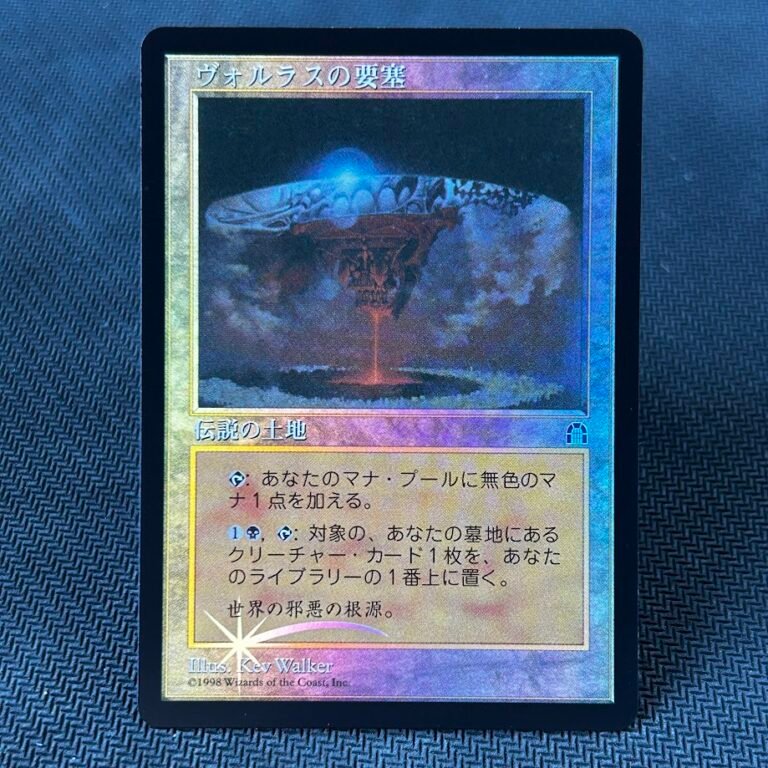 ヴォルラスの要塞
伝説の土地
: あなたのマナ・プールに無色のマ
ナ1点を加える。
1, : 対象の、あなたの墓地にある
クリーチャー・カード1枚を、あなた
のライブラリーの1番上に置く。
世界の邪悪の根源。
Illus. Kev Walker
©1998 Wizards of the Coast, Inc.